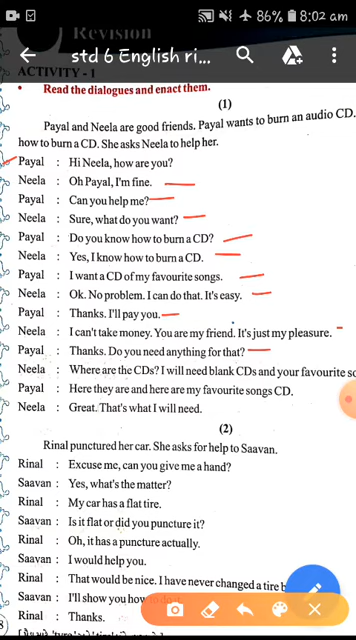 86% 8:02 am
Revision
std 6 English ri...
ACTIVITY - 1
• Read the dialogues and enact them.
(1)
Payal and Neela are good friends. Payal wants to burn an audio CD.
how to burn a CD. She asks Neela to help her.
Payal : Hi Neela, how are you?
Neela : Oh Payal, I'm fine.
Payal : Can you help me?
Neela : Sure, what do you want?
Payal : Do you know how to burn a CD?
Neela : Yes, I know how to burn a CD.
Payal : I want a CD of my favourite songs.
Neela : Ok. No problem. I can do that. It's easy.
Payal : Thanks. I'll pay you.
Neela : I can't take money. You are my friend. It's just my pleasure.
Payal : Thanks. Do you need anything for that?
Neela : Where are the CDs? I will need blank CDs and your favourite so
Payal : Here they are and here are my favourite songs CD.
Neela : Great. That's what I will need.
(2)
Rinal punctured her car. She asks for help to Saavan.
Rinal : Excuse me, can you give me a hand?
Saavan : Yes, what's the matter?
Rinal : My car has a flat tire.
Saavan : Is it flat or did you puncture it?
Rinal : Oh, it has a puncture actually.
Saavan : I would help you.
Rinal : That would be nice. I have never changed a tire b
Saavan : I'll show you how
Rinal : Thanks.
8